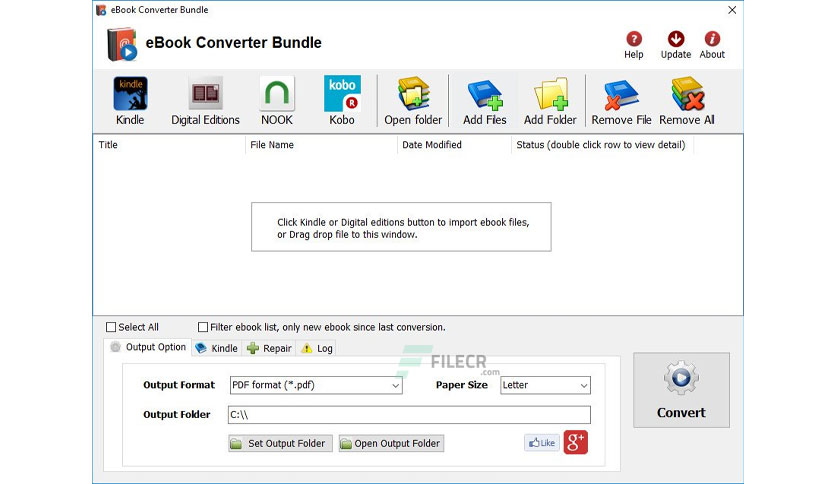 eBook Converter Bundle
eBook Converter Bundle
Help
Update
About
kindle
kobo
R
Kindle
Digital Editions
NOOK
Kobo
Open folder
Add Files
Add Folder
Remove File
Remove All
Title
File Name
Date Modified
Status (double click row to view detail)
Click Kindle or Digital editions button to import ebook files,
or Drag drop file to this window.
Select All
Filter ebook list, only new ebook since last conversion.
Output Option
Kindle
Repair
Log
FILECR
.com
Output Format
PDF format (*.pdf)
Paper Size
Letter
Output Folder
C:\\
Set Output Folder
Open Output Folder
Like
g+
Convert